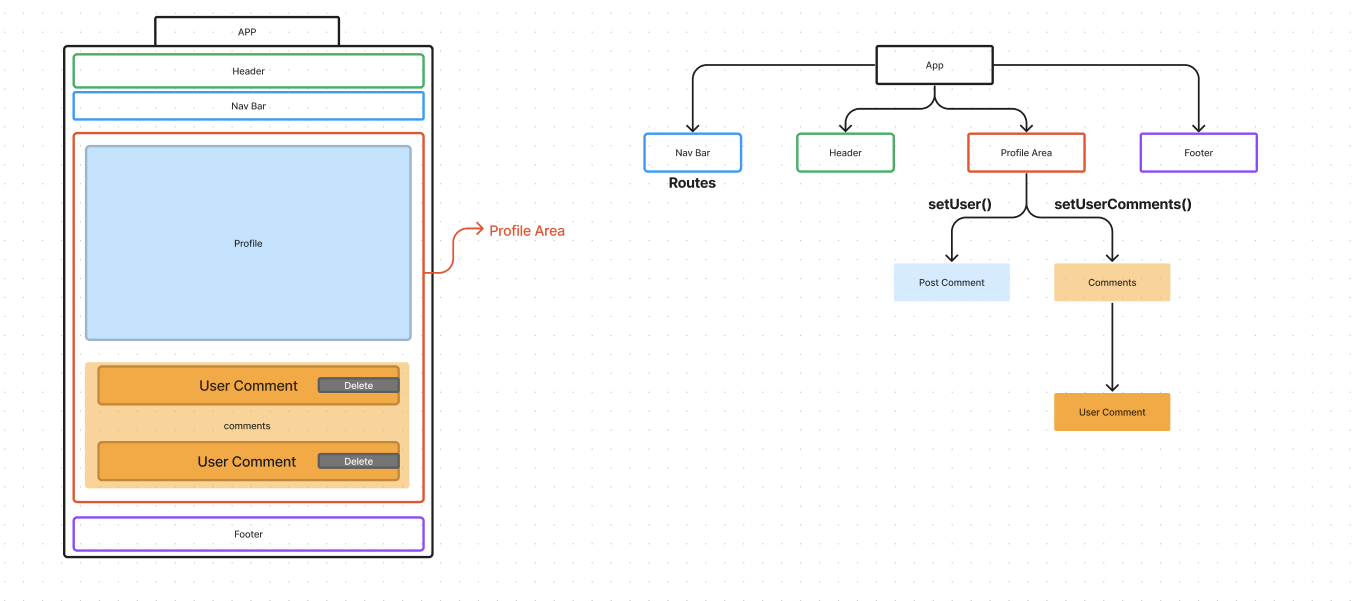 APP
Header
Nav Bar
Profile
Profile Area
User Comment
Delete
comments
User Comment
Delete
Footer
App
Nav Bar
Routes
Header
Profile Area
Footer
setUser()
setUserComments()
Post Comment
Comments
User Comment